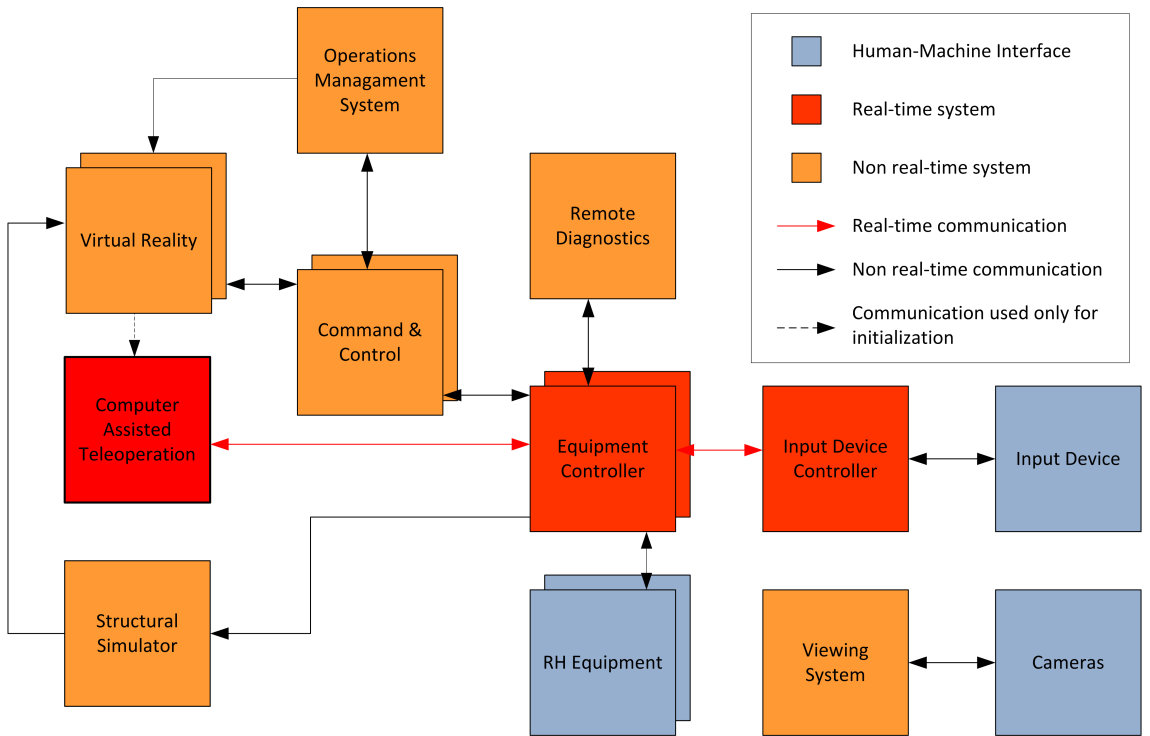 Operations
Managament
System
Human-Machine Interface
Real-time system
Non real-time system
Real-time communication
Non real-time communication
Communication used only for
initialization
Virtual Reality
Remote
Diagnostics
Command &
Control
Computer
Assisted
Teleoperation
Equipment
Controller
Input Device
Controller
Input Device
Structural
Simulator
RH Equipment
Viewing
System
Cameras